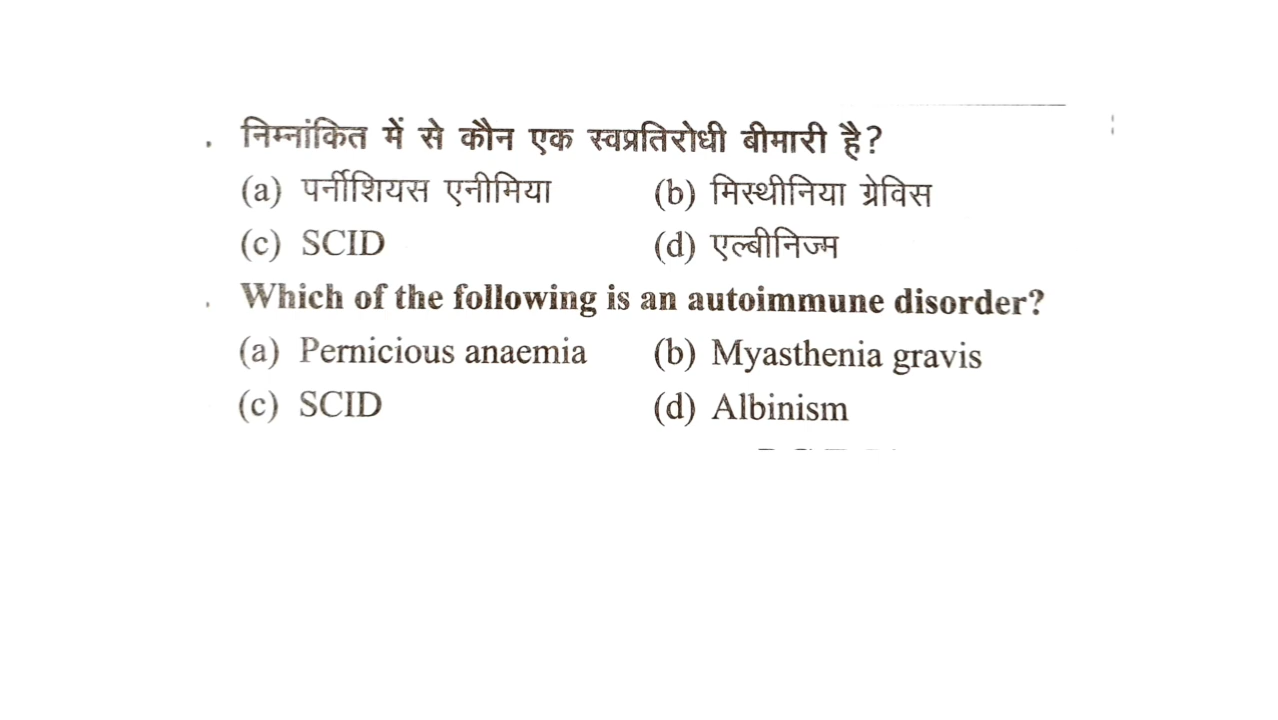 . निम्नांकित में से कौन एक स्वप्रतिरोधी बीमारी है?
(a) पर्नीशियस एनीमिया (b) मिस्थीनिया ग्रेविस
(c) SCID (d) एल्बीनिज्म
. Which of the following is an autoimmune disorder?
(a) Pernicious anaemia (b) Myasthenia gravis
(c) SCID (d) Albinism